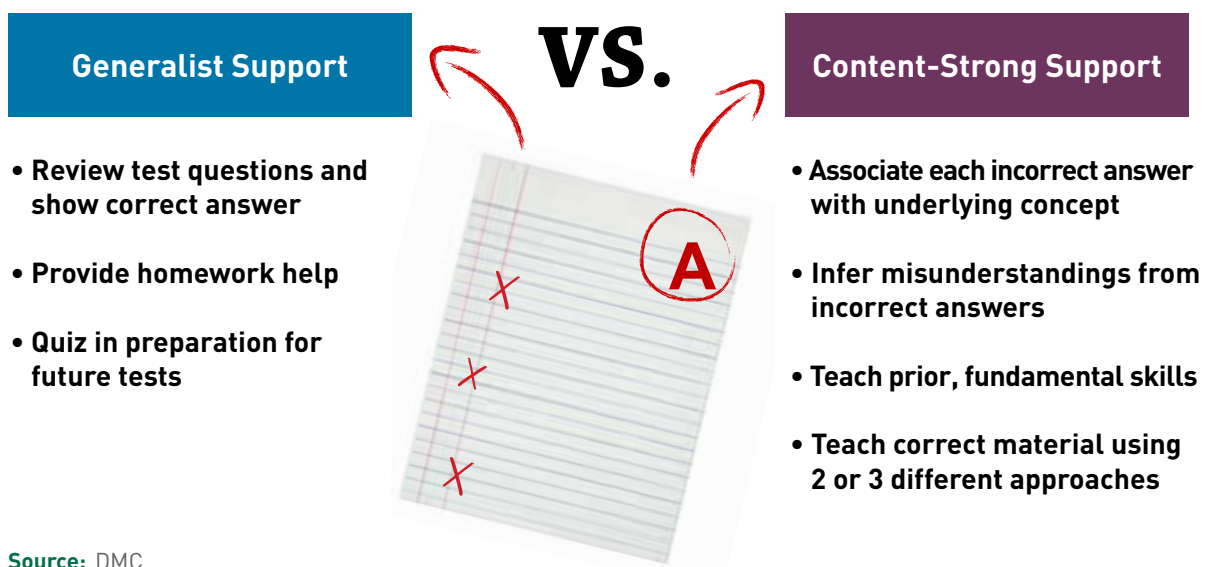 Generalist Support
vs.
Content-Strong Support
• Review test questions and
show correct answer
• Provide homework help
• Quiz in preparation for
future tests
A
• Associate each incorrect answer
with underlying concept
• Infer misunderstandings from
incorrect answers
• Teach prior, fundamental skills
• Teach correct material using
2 or 3 different approaches
Source: DMC